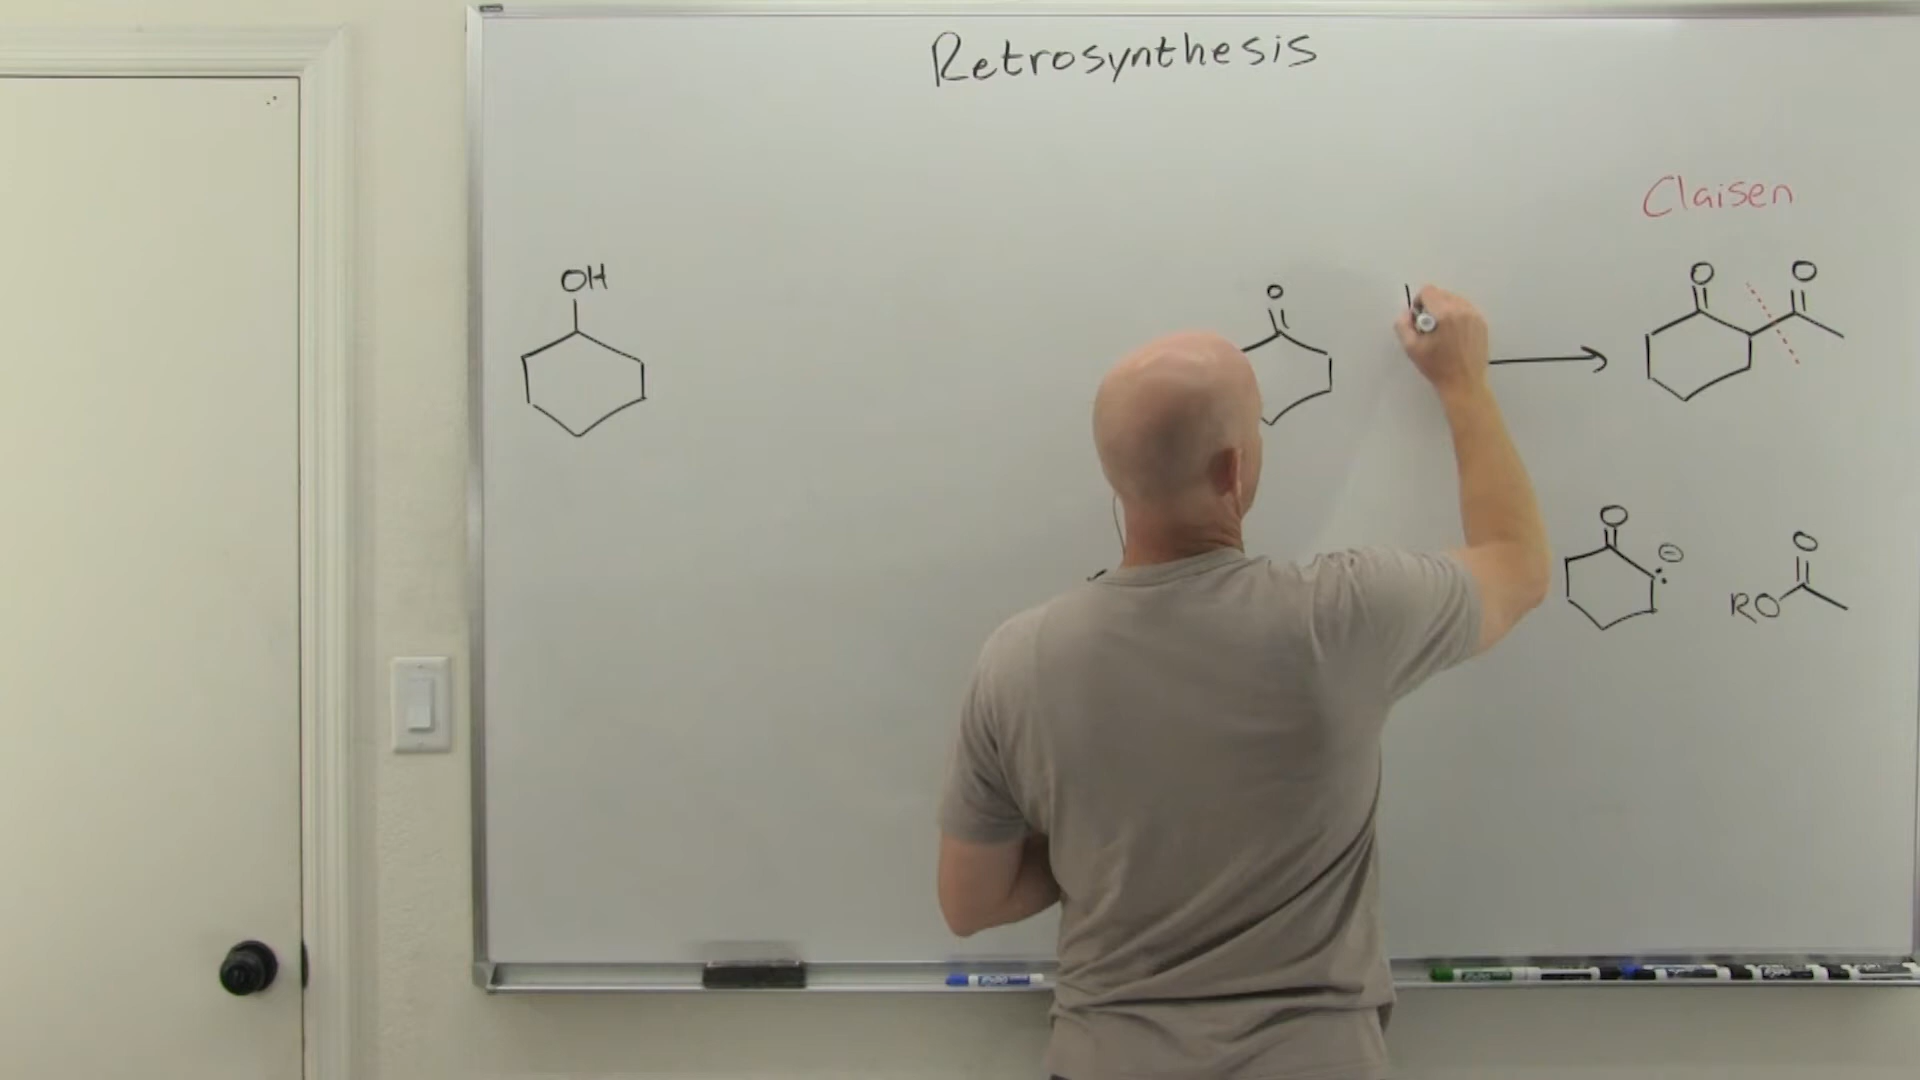 Retrosynthesis
Claisen
OH
O
O O
O
⊖
O
RO